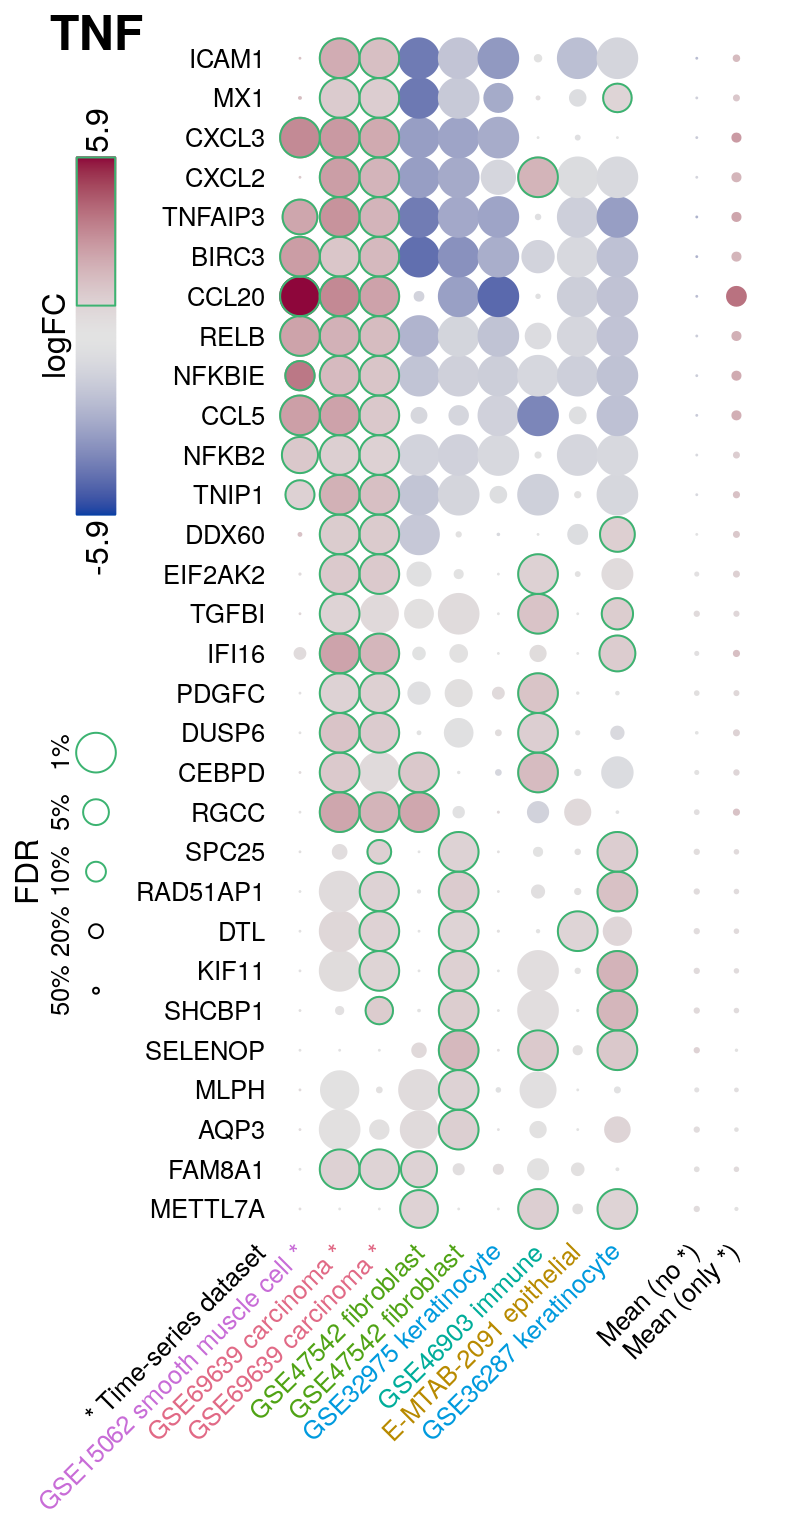 TNF
5.9
logFC
-5.9
FDR
1%
5%
10%
20%
50%
ICAM1
MX1
CXCL3
CXCL2
TNFAIP3
BIRC3
CCL20
RELB
NFKBIE
CCL5
NFKB2
TNIP1
DDX60
EIF2AK2
TGFBI
IFI16
PDGFC
DUSP6
CEBPD
RGCC
SPC25
RAD51AP1
DTL
KIF11
SHCBP1
SELENOP
MLPH
AQP3
FAM8A1
METTL7A
* Time-series dataset
GSE15062 smooth muscle cell *
GSE69639 carcinoma *
GSE69639 carcinoma *
GSE47542 fibroblast
GSE47542 fibroblast
GSE32975 keratinocyte
GSE46903 immune
E-MTAB-2091 epithelial
GSE36287 keratinocyte
Mean (no *)
Mean (only *)